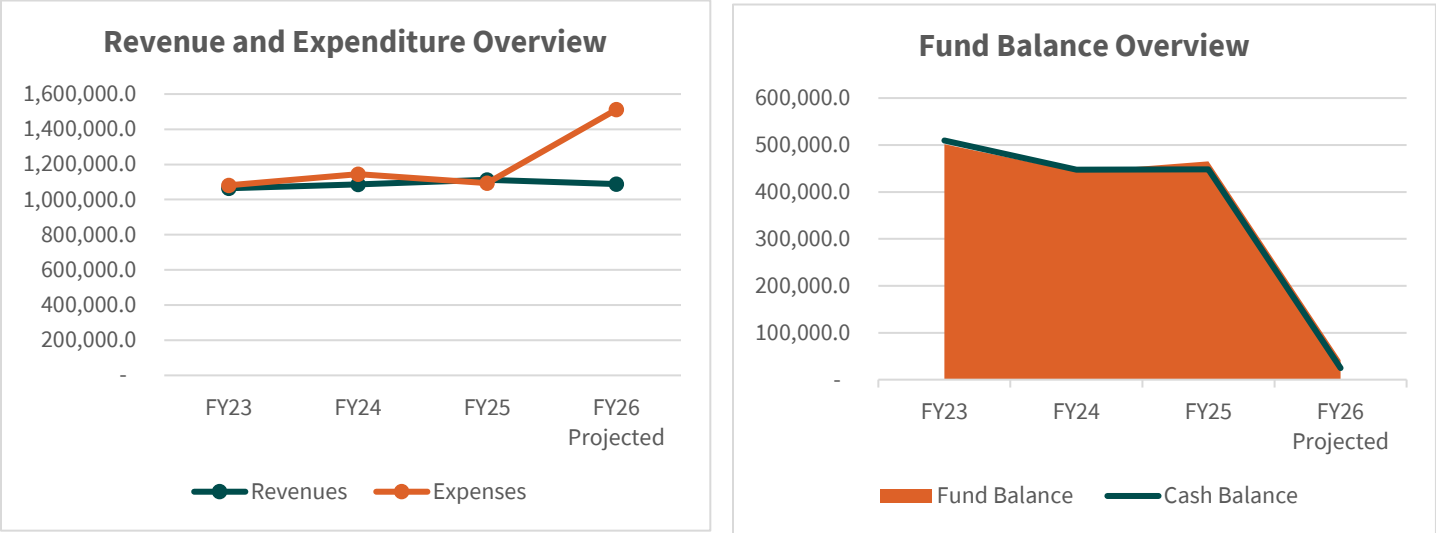 Revenue and Expenditure Overview
1,600,000.0
1,400,000.0
1,200,000.0
1,000,000.0
800,000.0
600,000.0
400,000.0
200,000.0
-
FY23
FY24
FY25
FY26
Projected
Revenues
Expenses
Fund Balance Overview
600,000.0
500,000.0
400,000.0
300,000.0
200,000.0
100,000.0
-
FY23
FY24
FY25
FY26
Projected
Fund Balance
Cash Balance